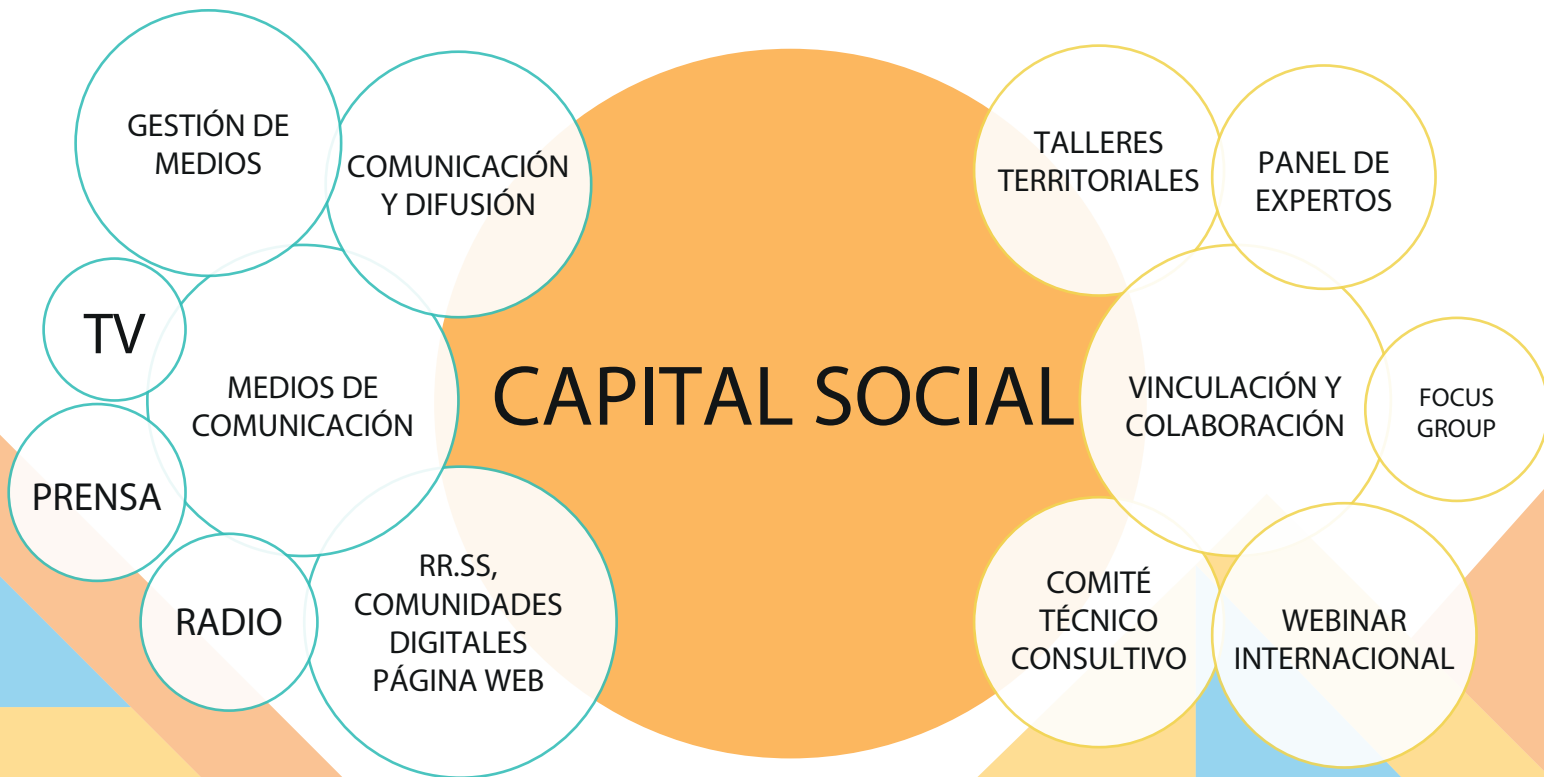 GESTIÓN DE
MEDIOS
COMUNICACIÓN
Y DIFUSIÓN
TV
MEDIOS DE
COMUNICACIÓN
PRENSA
RADIO
RR.SS,
COMUNIDADES
DIGITALES
PÁGINA WEB
CAPITAL SOCIAL
TALLERES
TERRITORIALES
PANEL DE
EXPERTOS
VINCULACIÓN Y
COLABORACIÓN
FOCUS
GROUP
COMITÉ
TÉCNICO
CONSULTIVO
WEBINAR
INTERNACIONAL